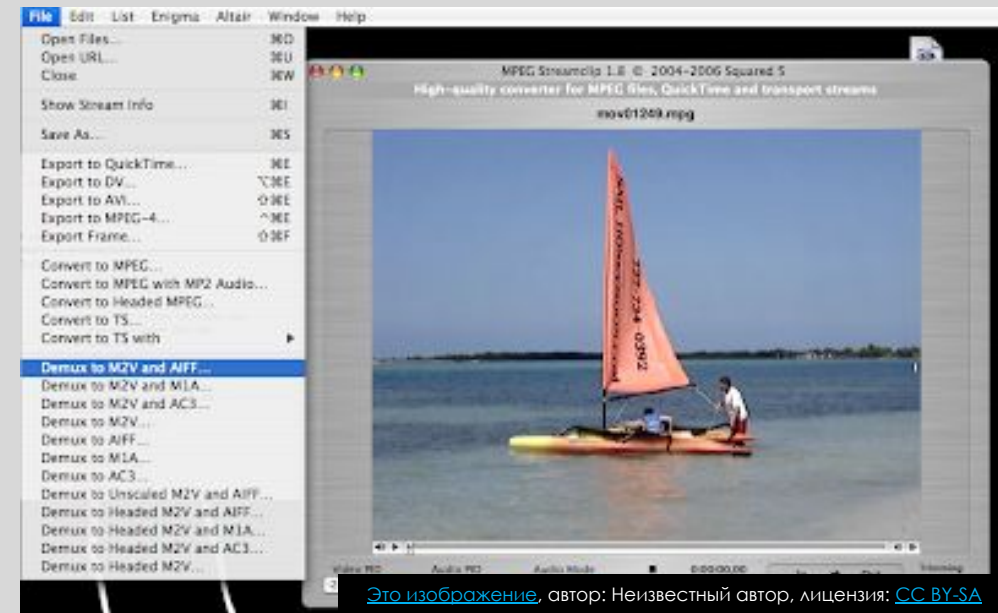 File Edit List Enigma Altair Window Help
Open Files... ⌘O
Open URL... ⌘U
Close ⌘W
Show Stream Info ⌘I
Save As... ⌘S
Export to QuickTime... ⌘E
Export to DV... ⌥⌘E
Export to AVI... ⇧⌘E
Export to MPEG-4... ^⌘E
Export Frame... ⇧⌘F
Convert to MPEG...
Convert to MPEG with MP2 Audio...
Convert to Headed MPEG...
Convert to TS...
Convert to TS with
Demux to M2V and AIFF...
Demux to M2V and M1A...
Demux to M2V and AC3...
Demux to M2V...
Demux to AIFF...
Demux to M1A...
Demux to AC3...
Demux to Unscaled M2V and AIFF...
Demux to Headed M2V and AIFF...
Demux to Headed M2V and M1A...
Demux to Headed M2V and AC3...
Demux to Headed M2V...
MPEG Streamclip 1.8 © 2004-2006 Squared 5
High-quality converter for MPEG files, QuickTime and transport streams
mov01249.mpg
Video PID Audio PID Audio Mode 0:00:00,00 In Out Trimming
Это изображение, автор: Неизвестный автор, лицензия: CC BY-SA